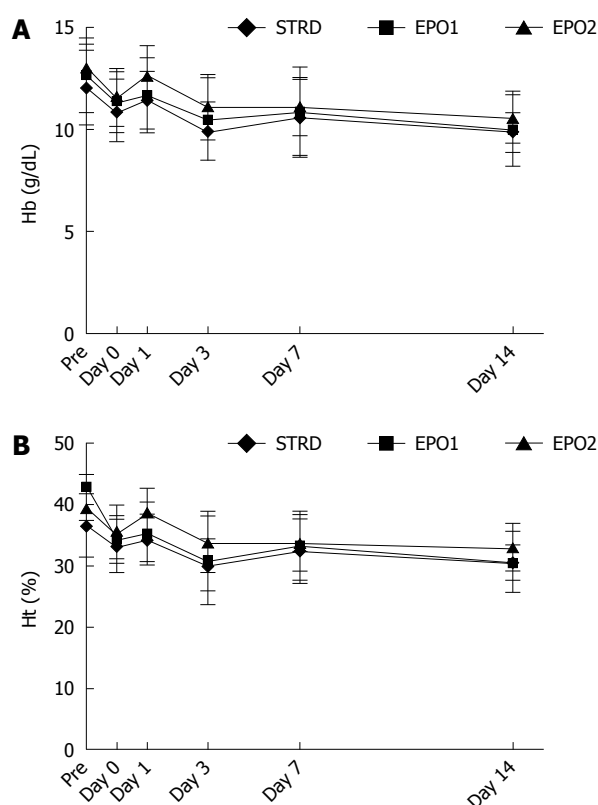 A
15
10
5
0
Hb (g/dL)
STRD EPO1 EPO2
Pre Day 0 Day 1 Day 3 Day 7 Day 14
B
50
40
30
20
10
0
Ht (%)
STRD EPO1 EPO2
Pre Day 0 Day 1 Day 3 Day 7 Day 14